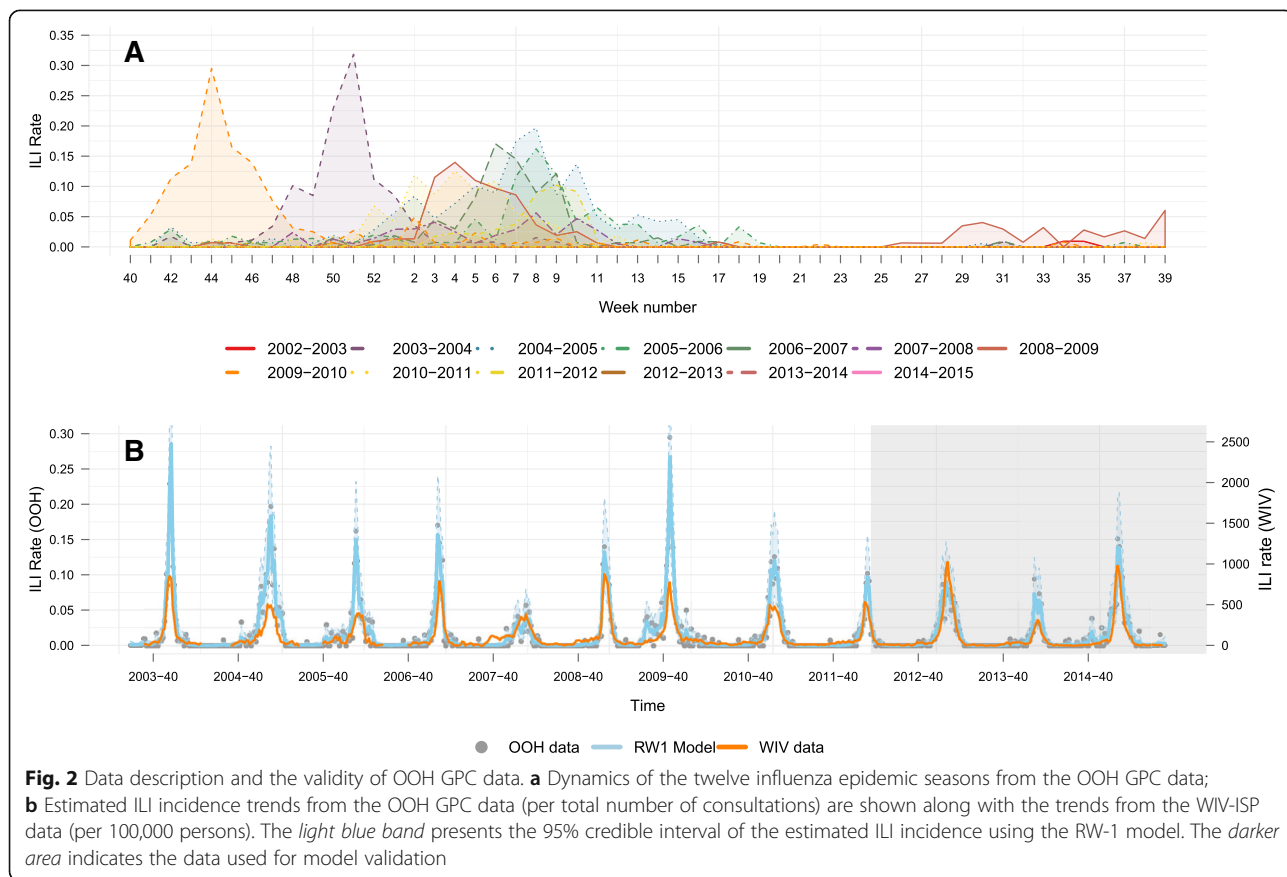 A
0.35
0.30
0.25
0.20
0.15
0.10
0.05
0.00
ILI Rate
40 42 44 46 48 50 52 2 3 4 5 6 7 8 9 11 13 15 17 19 21 23 25 27 29 31 33 35 37 39
Week number
2002−2003 2003−2004 2004−2005 2005−2006 2006−2007 2007−2008 2008−2009
2009−2010 2010−2011 2011−2012 2012−2013 2013−2014 2014−2015
B
0.30
0.25
0.20
0.15
0.10
0.05
0.00
ILI Rate (OOH)
2500
2000
1500
1000
500
0
ILI rate (WIV)
2003−40 2004−40 2005−40 2006−40 2007−40 2008−40 2009−40 2010−40 2011−40 2012−40 2013−40 2014−40
Time
OOH data RW1 Model WIV data
Fig. 2 Data description and the validity of OOH GPC data. a Dynamics of the twelve influenza epidemic seasons from the OOH GPC data;
b Estimated ILI incidence trends from the OOH GPC data (per total number of consultations) are shown along with the trends from the WIV-ISP
data (per 100,000 persons). The light blue band presents the 95% credible interval of the estimated ILI incidence using the RW-1 model. The darker
area indicates the data used for model validation